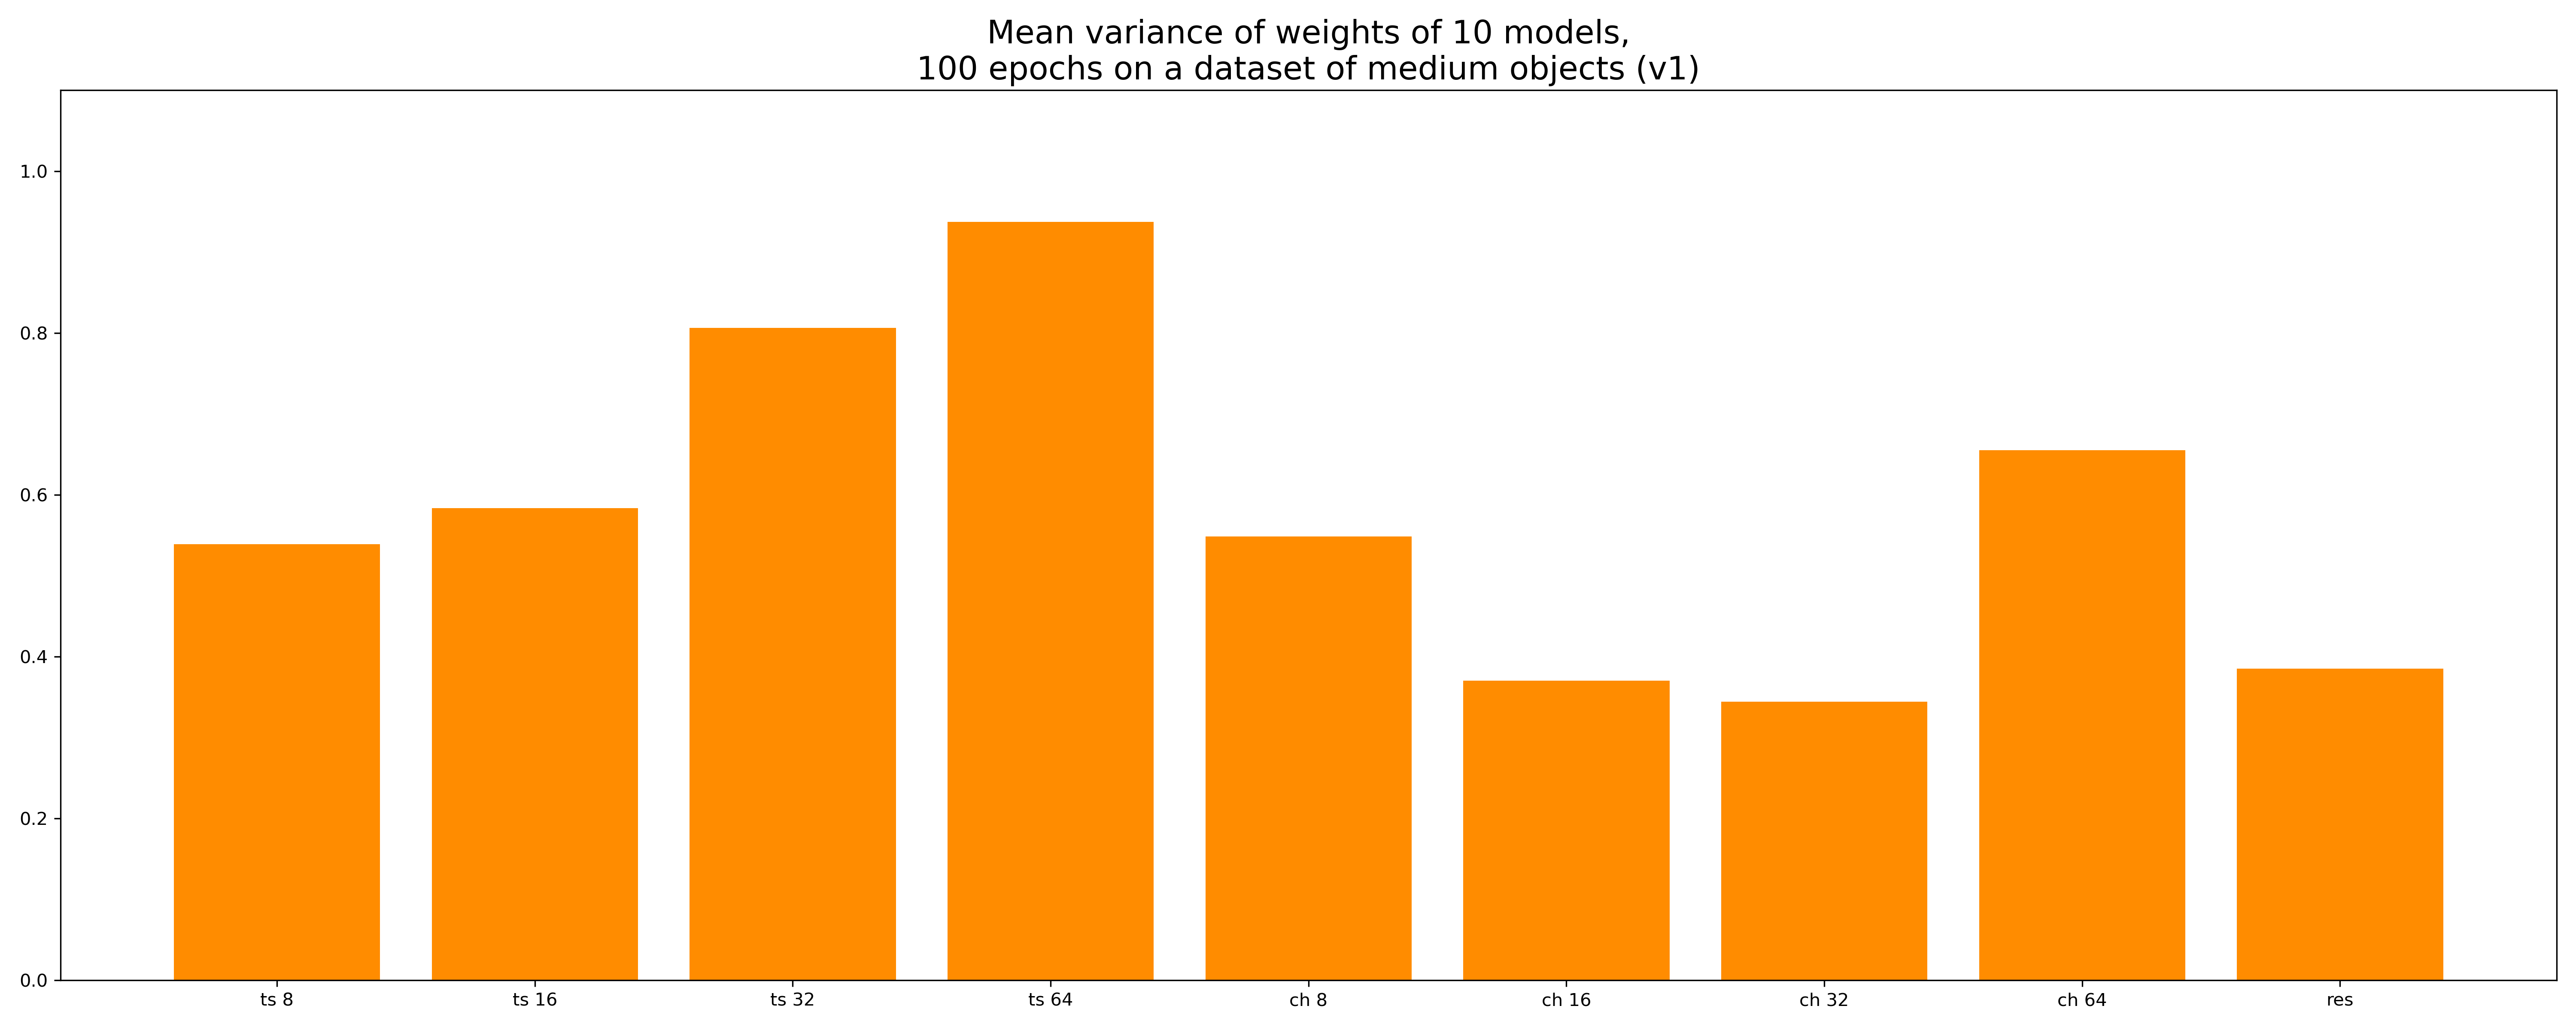 Mean variance of weights of 10 models,
100 epochs on a dataset of medium objects (v1)
1.0
0.8
0.6
0.4
0.2
0.0
ts 8
ts 16
ts 32
ts 64
ch 8
ch 16
ch 32
ch 64
res